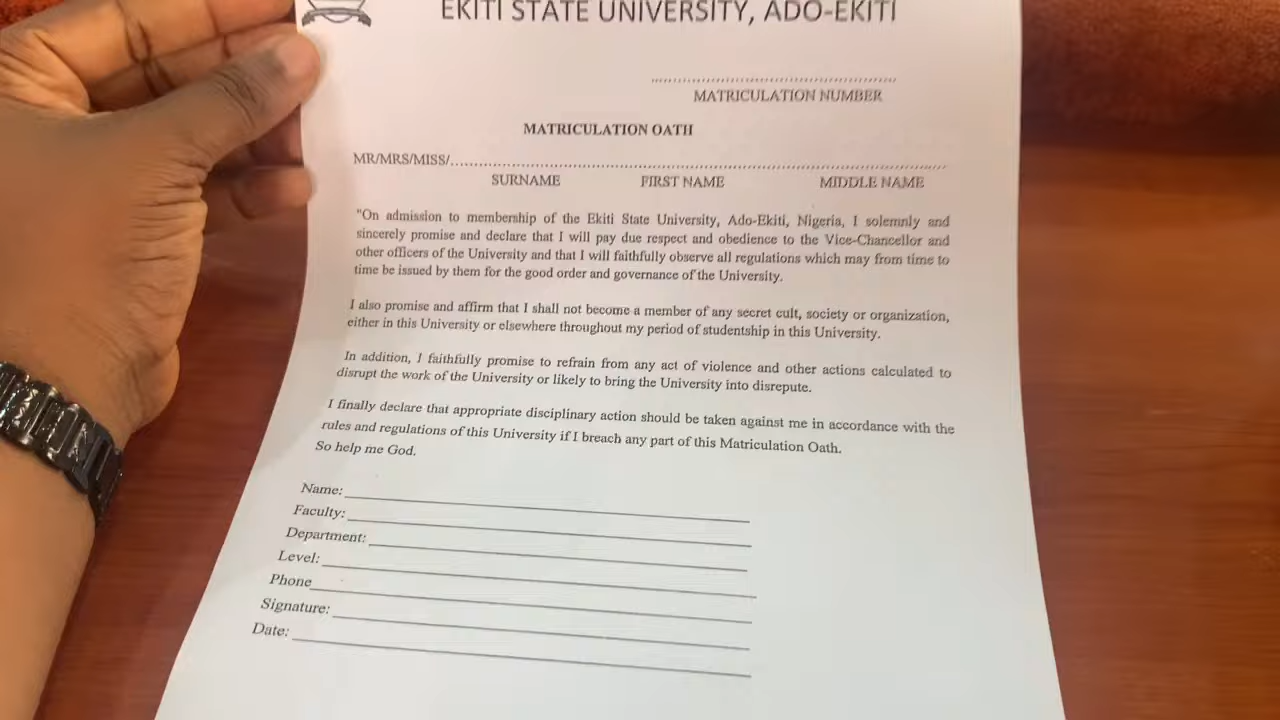 EKITI STATE UNIVERSITY, ADO-EKITI
MATRICULATION NUMBER
MATRICULATION OATH
MR/MRS/MISS/
SURNAME FIRST NAME MIDDLE NAME
"On admission to membership of the Ekiti State University, Ado-Ekiti, Nigeria, I solemnly and
sincerely promise and declare that I will pay due respect and obedience to the Vice-Chancellor and
other officers of the University and that I will faithfully observe all regulations which may from time to
time be issued by them for the good order and governance of the University.
I also promise and affirm that I shall not become a member of any secret cult, society or organization,
either in this University or elsewhere throughout my period of studentship in this University.
In addition, I faithfully promise to refrain from any act of violence and other actions calculated to
disrupt the work of the University or likely to bring the University into disrepute.
I finally declare that appropriate disciplinary action should be taken against me in accordance with the
rules and regulations of this University if I breach any part of this Matriculation Oath.
So help me God.
Name:
Faculty:
Department:
Level:
Phone
Signature:
Date: